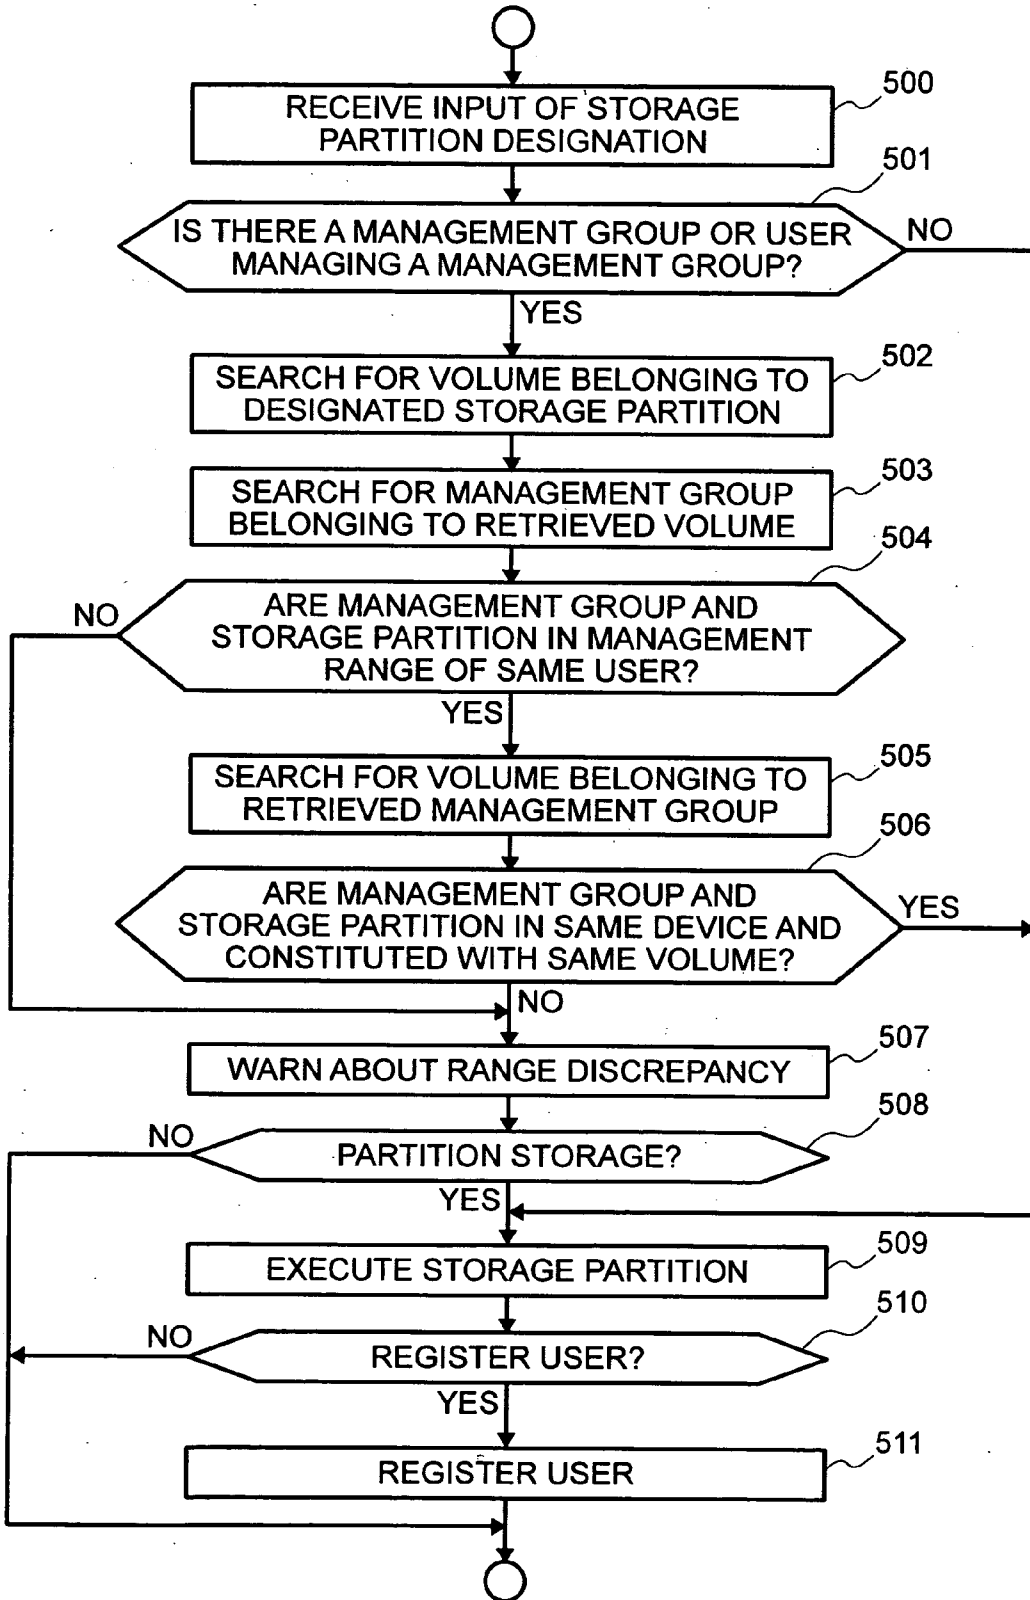 500
RECEIVE INPUT OF STORAGE
PARTITION DESIGNATION
501
IS THERE A MANAGEMENT GROUP OR USER
MANAGING A MANAGEMENT GROUP?
NO
YES
502
SEARCH FOR VOLUME BELONGING TO
DESIGNATED STORAGE PARTITION
503
SEARCH FOR MANAGEMENT GROUP
BELONGING TO RETRIEVED VOLUME
504
NO
ARE MANAGEMENT GROUP AND
STORAGE PARTITION IN MANAGEMENT
RANGE OF SAME USER?
YES
505
SEARCH FOR VOLUME BELONGING TO
RETRIEVED MANAGEMENT GROUP
506
ARE MANAGEMENT GROUP AND
STORAGE PARTITION IN SAME DEVICE AND
CONSTITUTED WITH SAME VOLUME?
YES
NO
507
WARN ABOUT RANGE DISCREPANCY
508
NO
PARTITION STORAGE?
YES
509
EXECUTE STORAGE PARTITION
510
NO
REGISTER USER?
YES
511
REGISTER USER